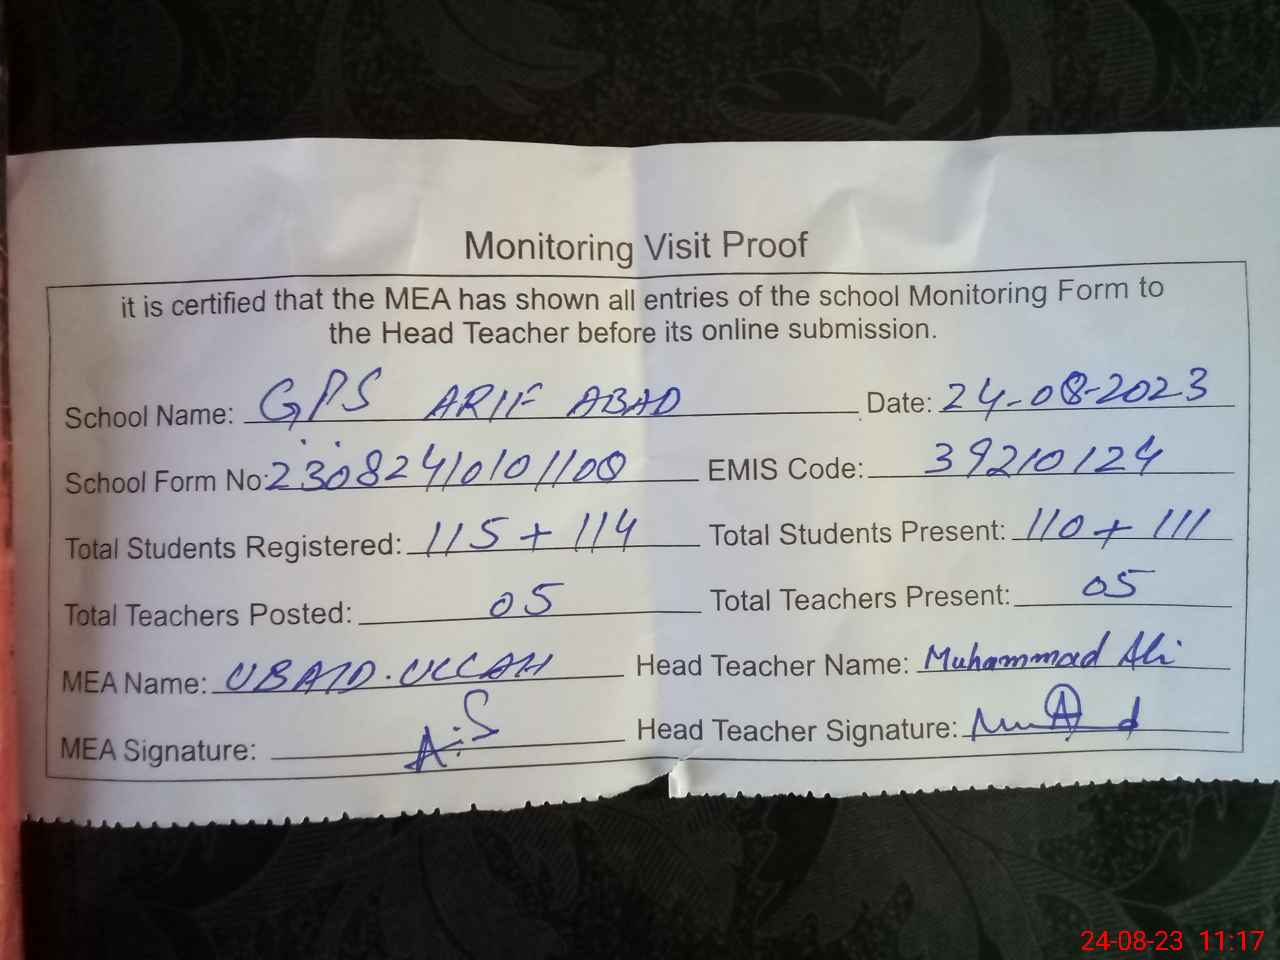 Monitoring Visit Proof
it is certified that the MEA has shown all entries of the school Monitoring Form to
the Head Teacher before its online submission.
School Name: GPS ARIF ABAD Date: 24-08-2023
School Form No: 230824101011100 EMIS Code: 39210124
Total Students Registered: 115 + 114 Total Students Present: 110 + 111
Total Teachers Posted: 05 Total Teachers Present: 05
MEA Name: UBAID.ULLAH Head Teacher Name: Muhammad Ali
MEA Signature: Head Teacher Signature:
24-08-23 11:17